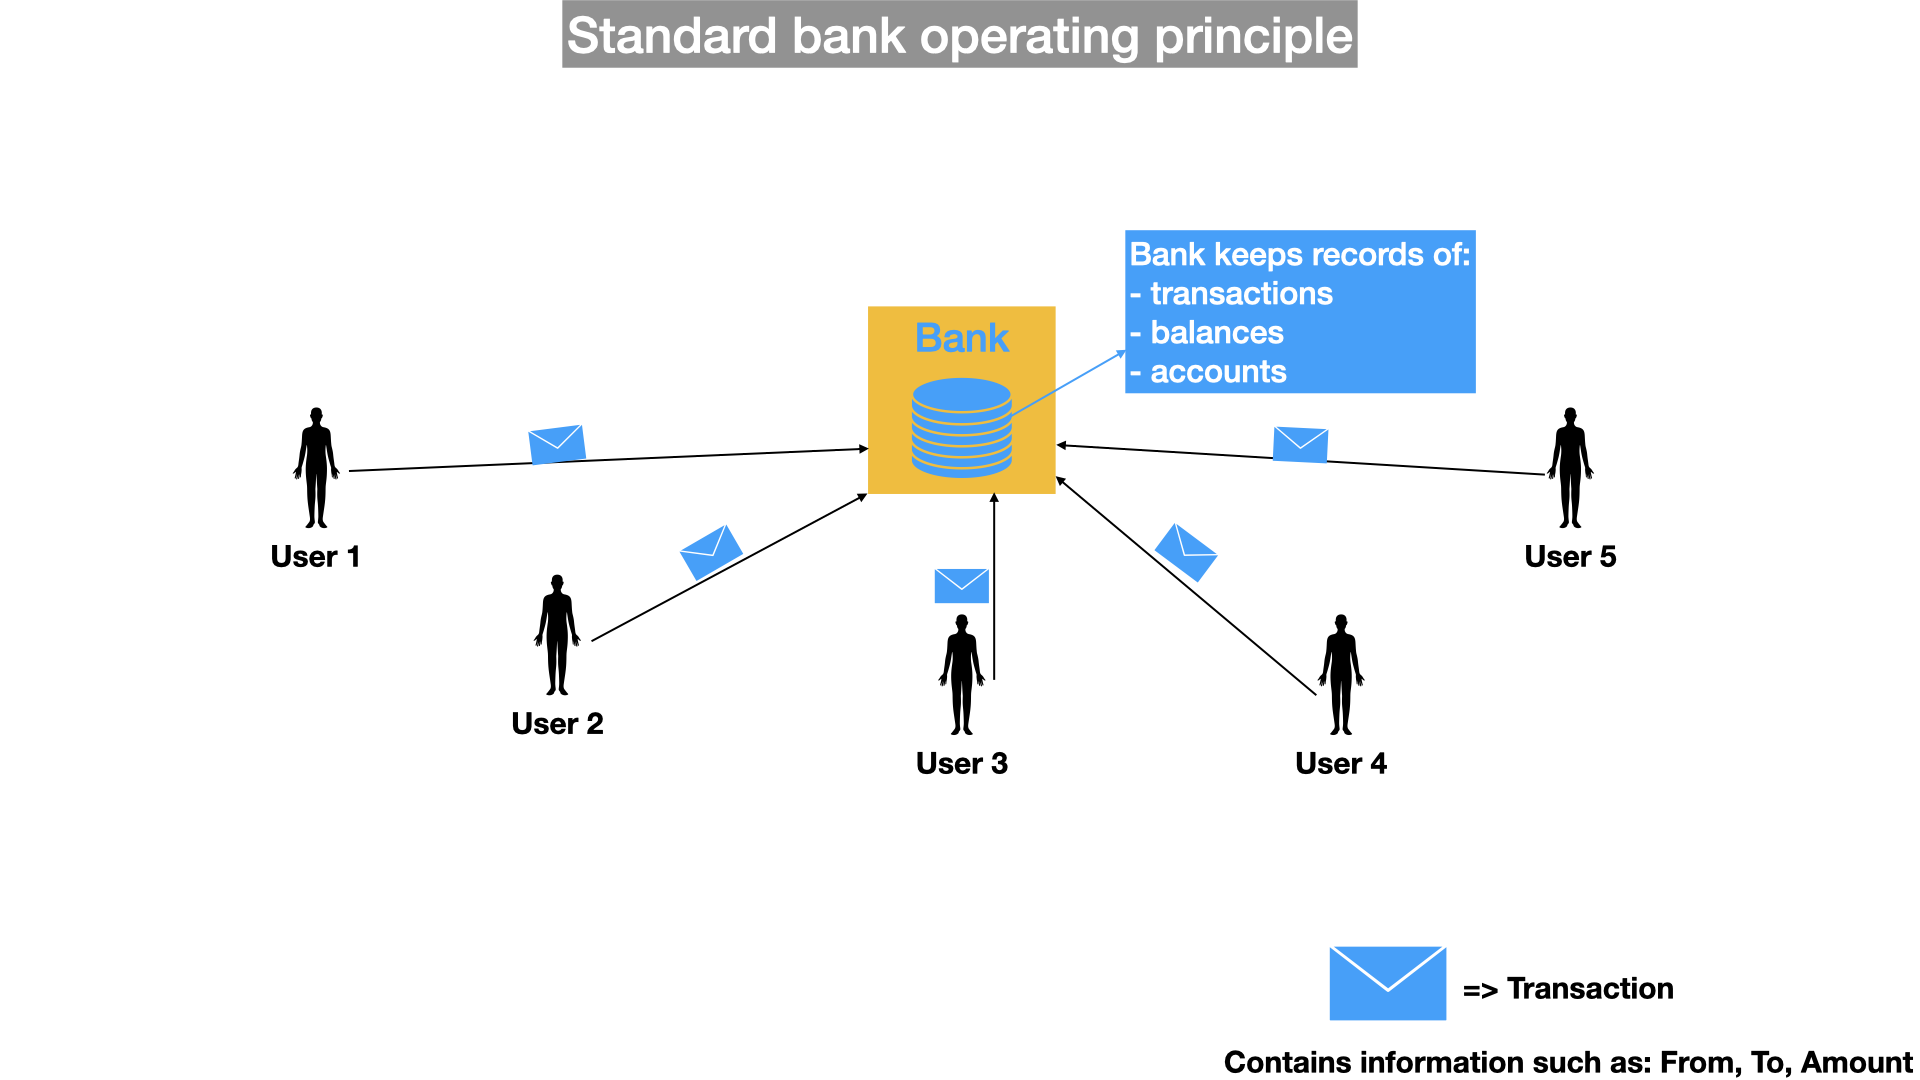 Standard bank operating principle
Bank keeps records of:
- transactions
- balances
- accounts
Bank
User 1
User 2
User 3
User 4
User 5
=> Transaction
Contains information such as: From, To, Amount